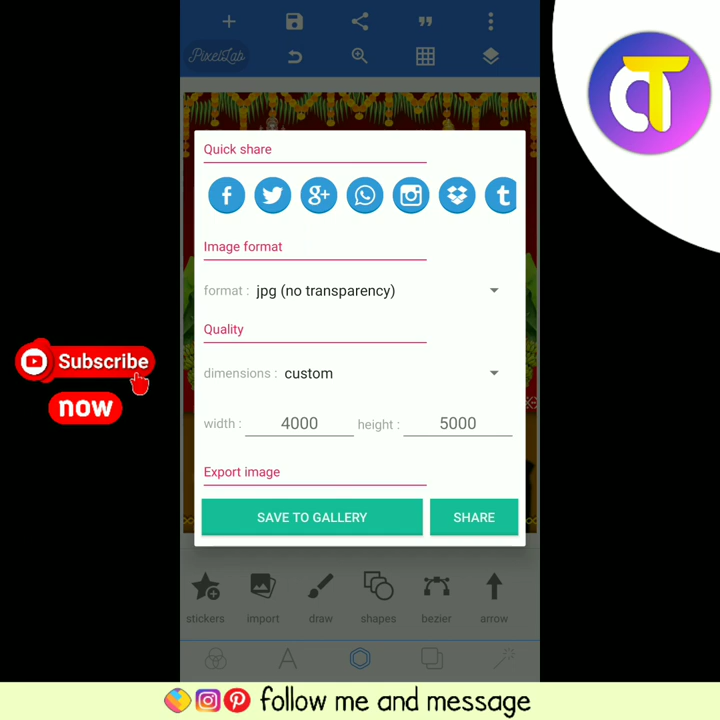 PixelLab
CT
Quick share
Image format
format : jpg (no transparency)
Quality
dimensions : custom
width : 4000 height : 5000
Export image
SAVE TO GALLERY SHARE
Subscribe
now
stickers import draw shapes bezier arrow
follow me and message